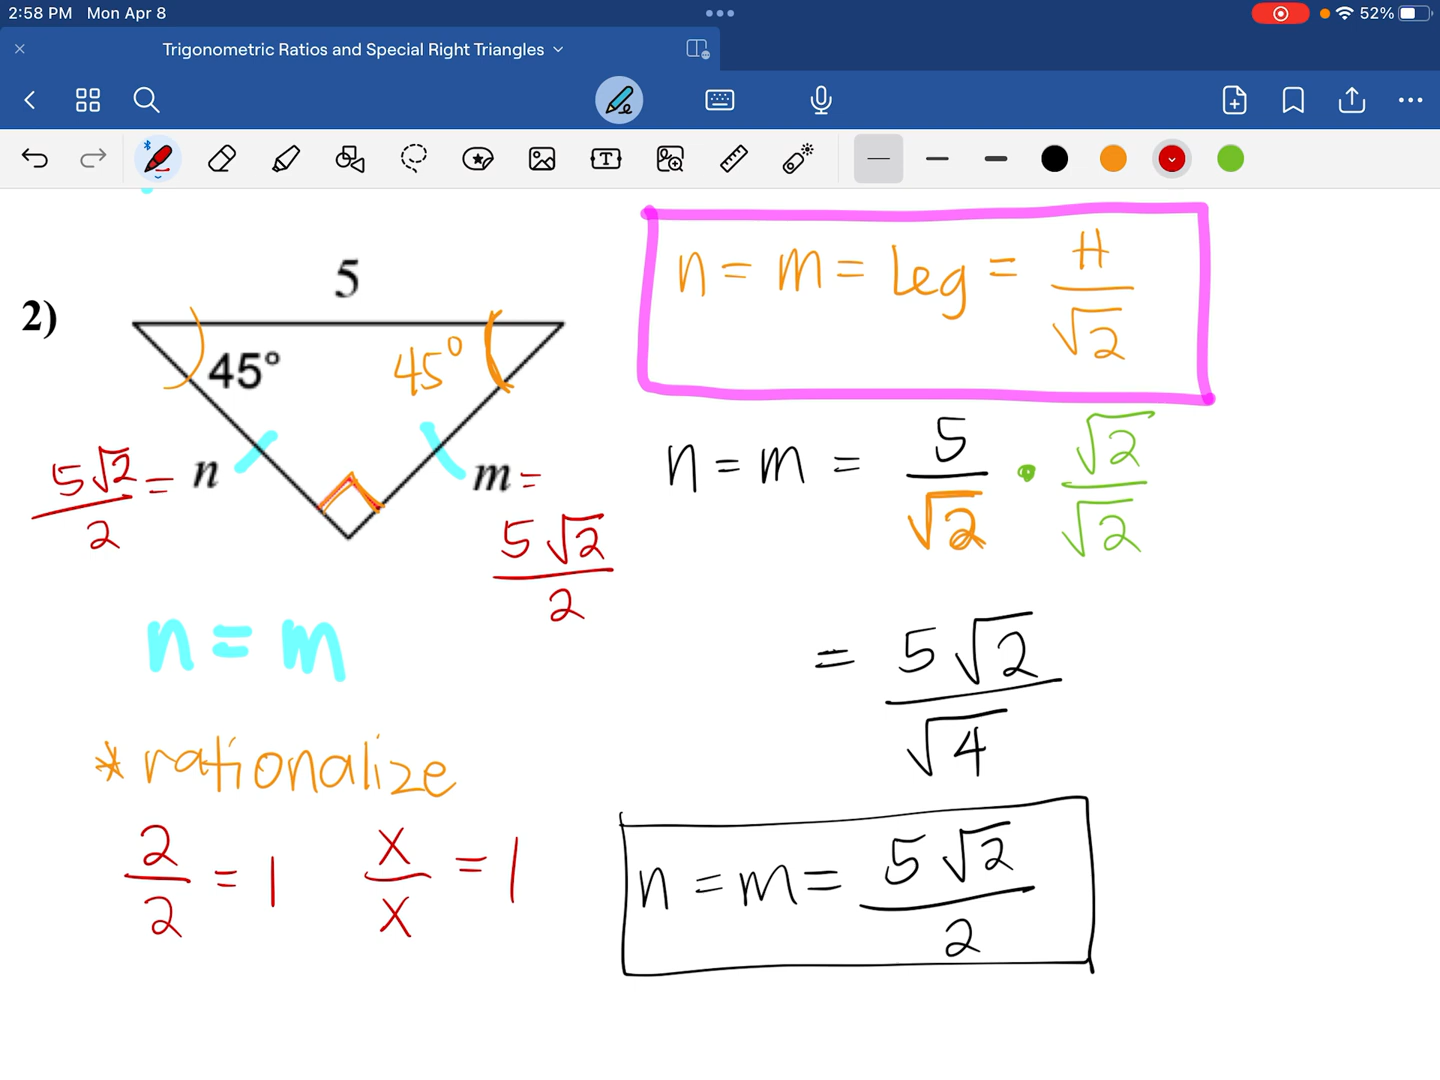 2:58 PM Mon Apr 8
52%
Trigonometric Ratios and Special Right Triangles
2)
5
45°
45°
n
m =
5√2/2 =
5√2/2
n = m
*rationalize
2/2 = 1
x/x = 1
n = m = Leg = H/√2
n = m = 5/√2 · √2/√2
= 5√2/√4
n = m = 5√2/2